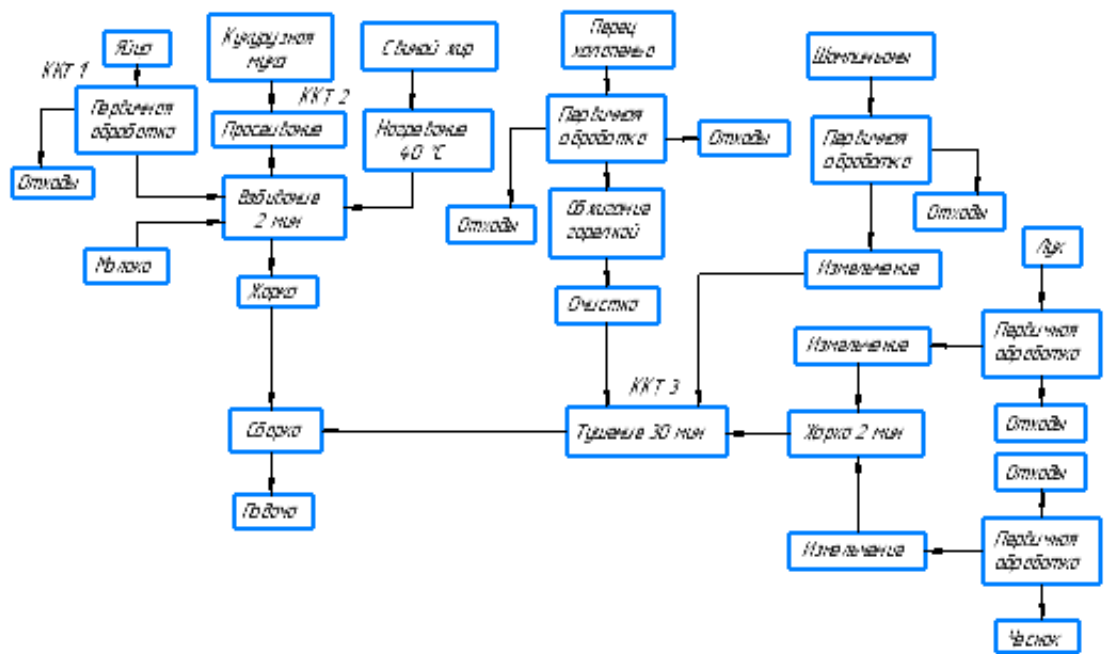 Яйцо
ККТ 1
Первичная
обработка
Отходы
Молоко
Кукурузная
мука
ККТ 2
Просеивание
Взбивание
2 мин
Жарка
Сборка
Подача
Свиной жир
Нагревание
40 °С
Перец
халапеньо
Первичная
обработка
Отходы
Отходы
Обжигание
горелкой
Очистка
ККТ 3
Тушение 30 мин
Шампиньоны
Первичная
обработка
Отходы
Измельчение
Лук
Первичная
обработка
Измельчение
Отходы
Жарка 2 мин
Отходы
Измельчение
Первичная
обработка
Чеснок